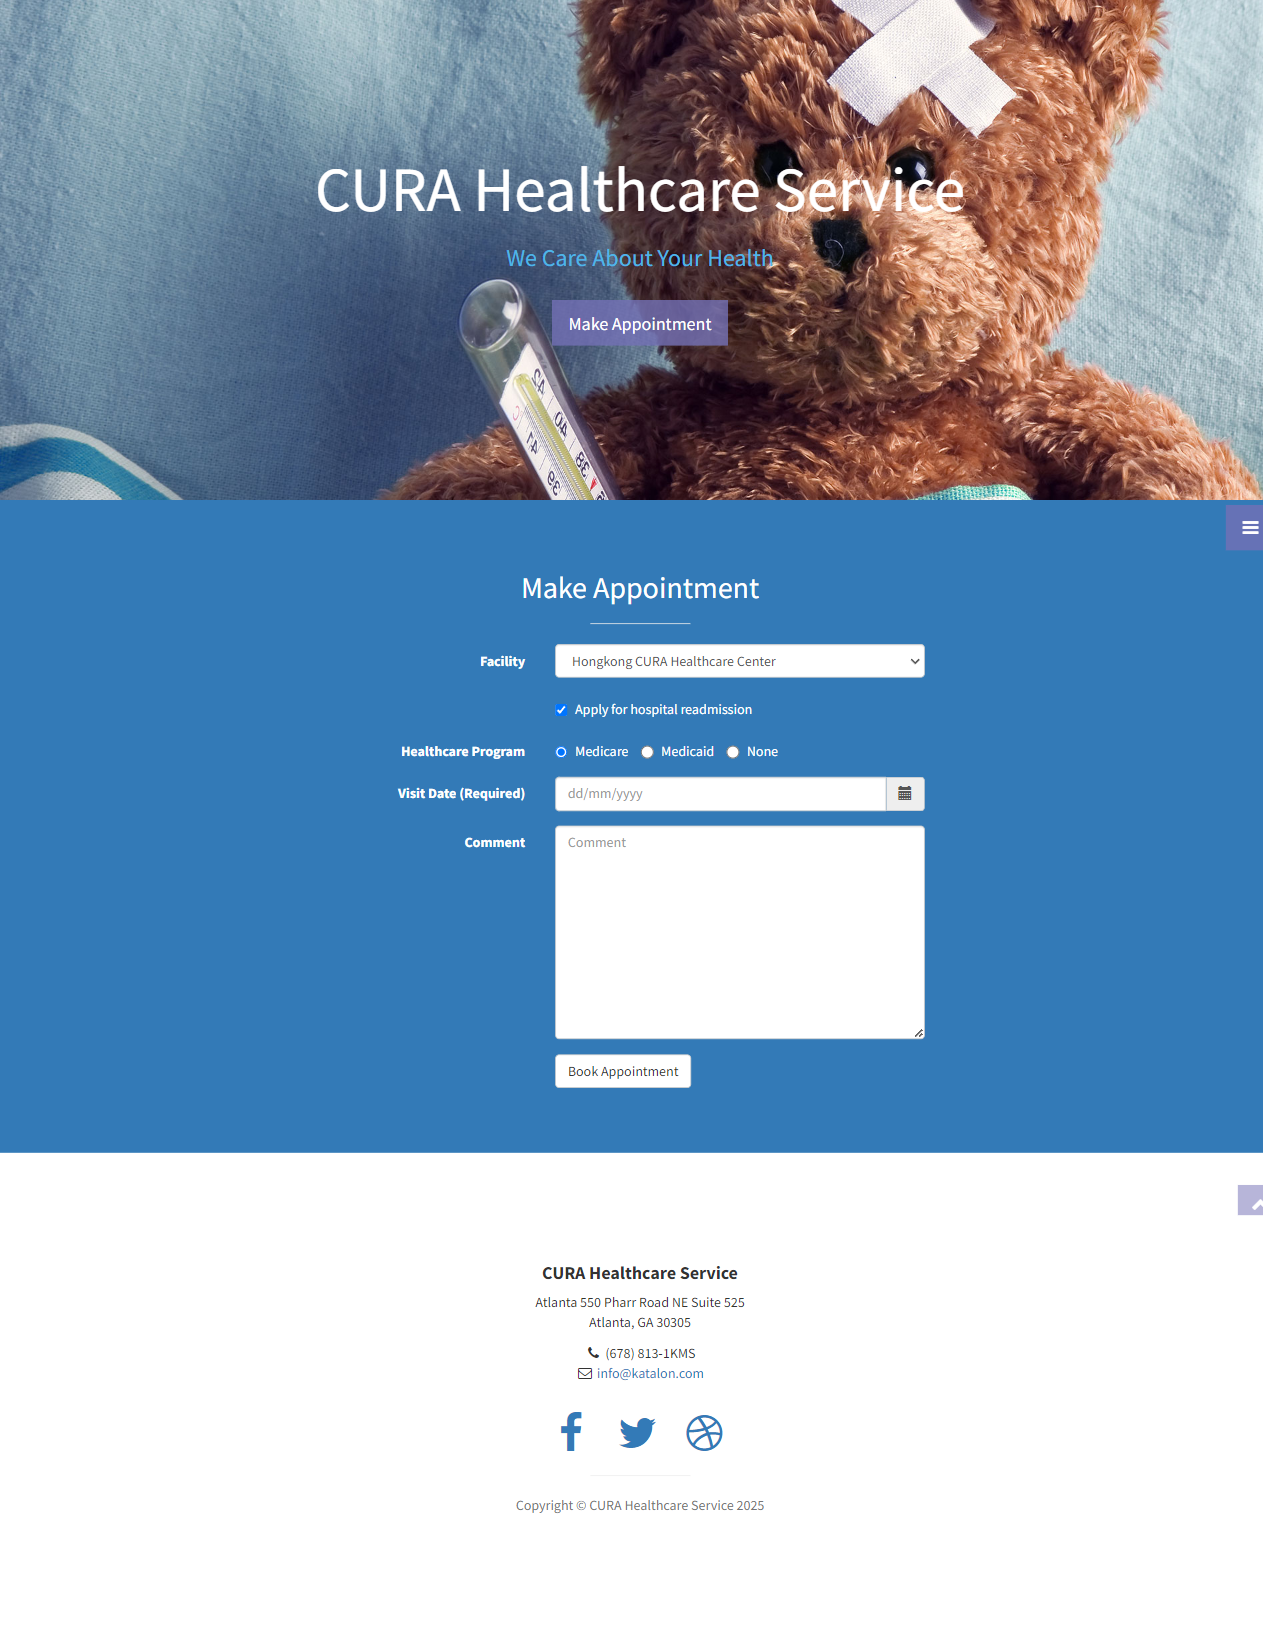 CURA Healthcare Service
We Care About Your Health
Make Appointment
Make Appointment
Facility
Hongkong CURA Healthcare Center
Apply for hospital readmission
Healthcare Program
Medicare
Medicaid
None
Visit Date (Required)
dd/mm/yyyy
Comment
Comment
Book Appointment
CURA Healthcare Service
Atlanta 550 Pharr Road NE Suite 525
Atlanta, GA 30305
(678) 813-1KMS
info@katalon.com
Copyright © CURA Healthcare Service 2025